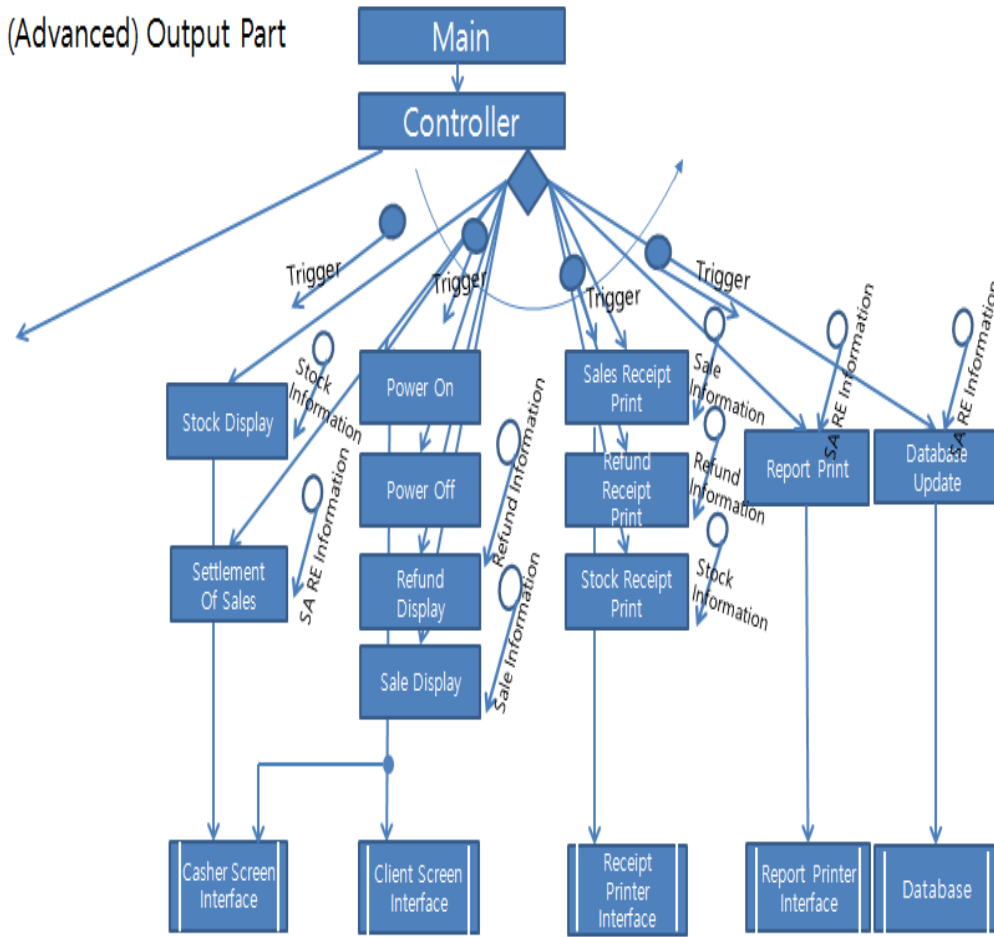 (Advanced) Output Part
Main
Controller
Trigger
Trigger
Trigger
Trigger
Stock
Information
Sale
Information
SA RE Information
SA RE Information
Stock Display
Power On
Sales Receipt
Print
Report Print
Database
Update
Power Off
Refund
Receipt
Print
Refund
Information
Refund Information
SA RE Information
Settlement
Of Sales
Refund
Display
Stock Receipt
Print
Stock
Information
Sale Display
Sale Information
Casher Screen
Interface
Client Screen
Interface
Receipt
Printer
Interface
Report Printer
Interface
Database